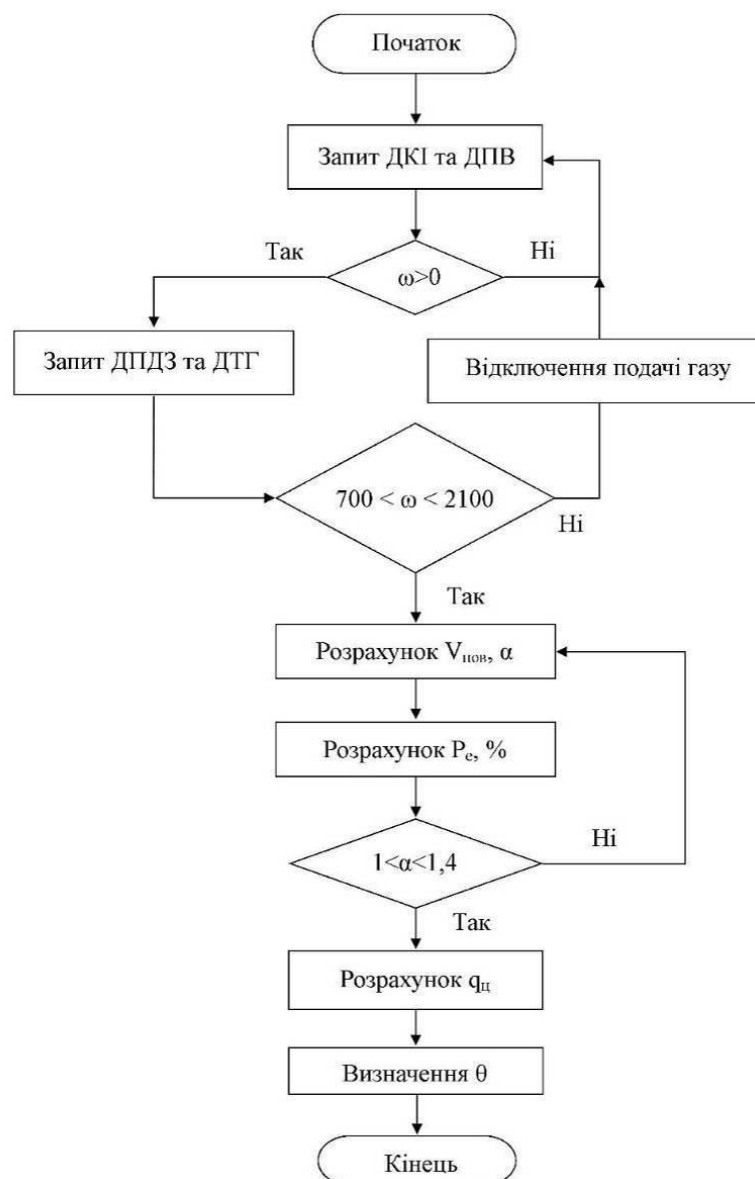 Початок
Запит ДКІ та ДПВ
Так
Ні
ω>0
Запит ДПДЗ та ДТГ
Відключення подачі газу
700 < ω < 2100
Ні
Так
Розрахунок Vпов, α
Розрахунок Pе, %
Ні
1<α<1,4
Так
Розрахунок qц
Визначення θ
Кінець